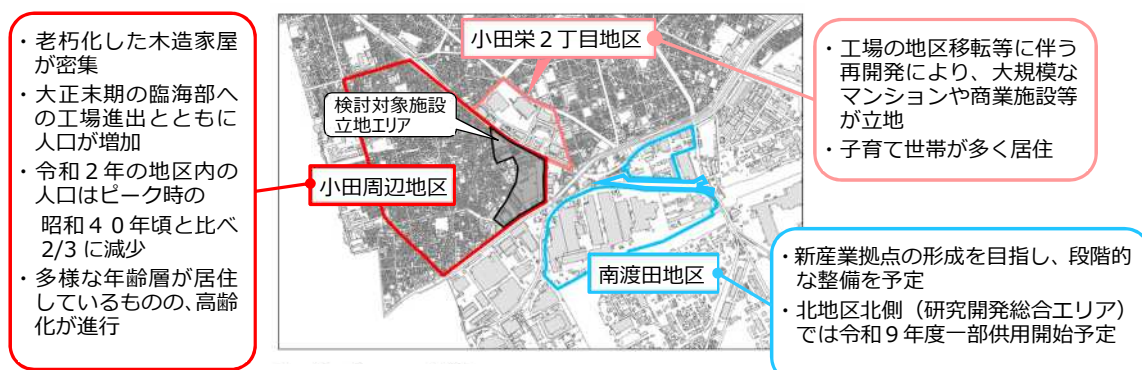 ・老朽化した木造家屋
が密集
・大正末期の臨海部へ
の工場進出とともに
人口が増加
・令和２年の地区内の
人口はピーク時の
昭和４０年頃と比べ
2/3 に減少
・多様な年齢層が居住
しているものの、高齢
化が進行
小田栄２丁目地区
検討対象施設
立地エリア
小田周辺地区
南渡田地区
・工場の地区移転等に伴う
再開発により、大規模な
マンションや商業施設等
が立地
・子育て世帯が多く居住
・新産業拠点の形成を目指し、段階的
な整備を予定
・北地区北側（研究開発総合エリア）
では令和９年度一部供用開始予定